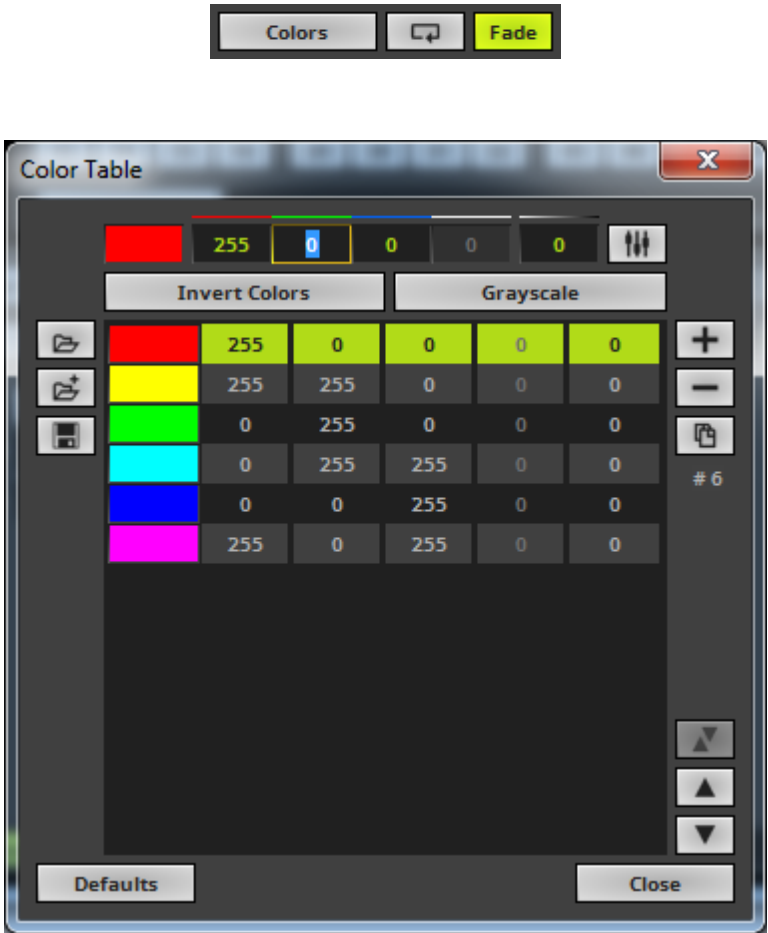 Colors Fade
Color Table
255 0 0 0 0
Invert Colors Grayscale
255 0 0 0 0
255 255 0 0 0
0 255 0 0 0
0 255 255 0 0
# 6
0 0 255 0 0
255 0 255 0 0
Defaults Close